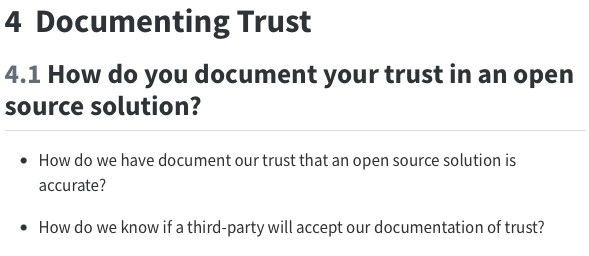 4 Documenting Trust
4.1 How do you document your trust in an open
source solution?
• How do we have document our trust that an open source solution is
accurate?
• How do we know if a third-party will accept our documentation of trust?